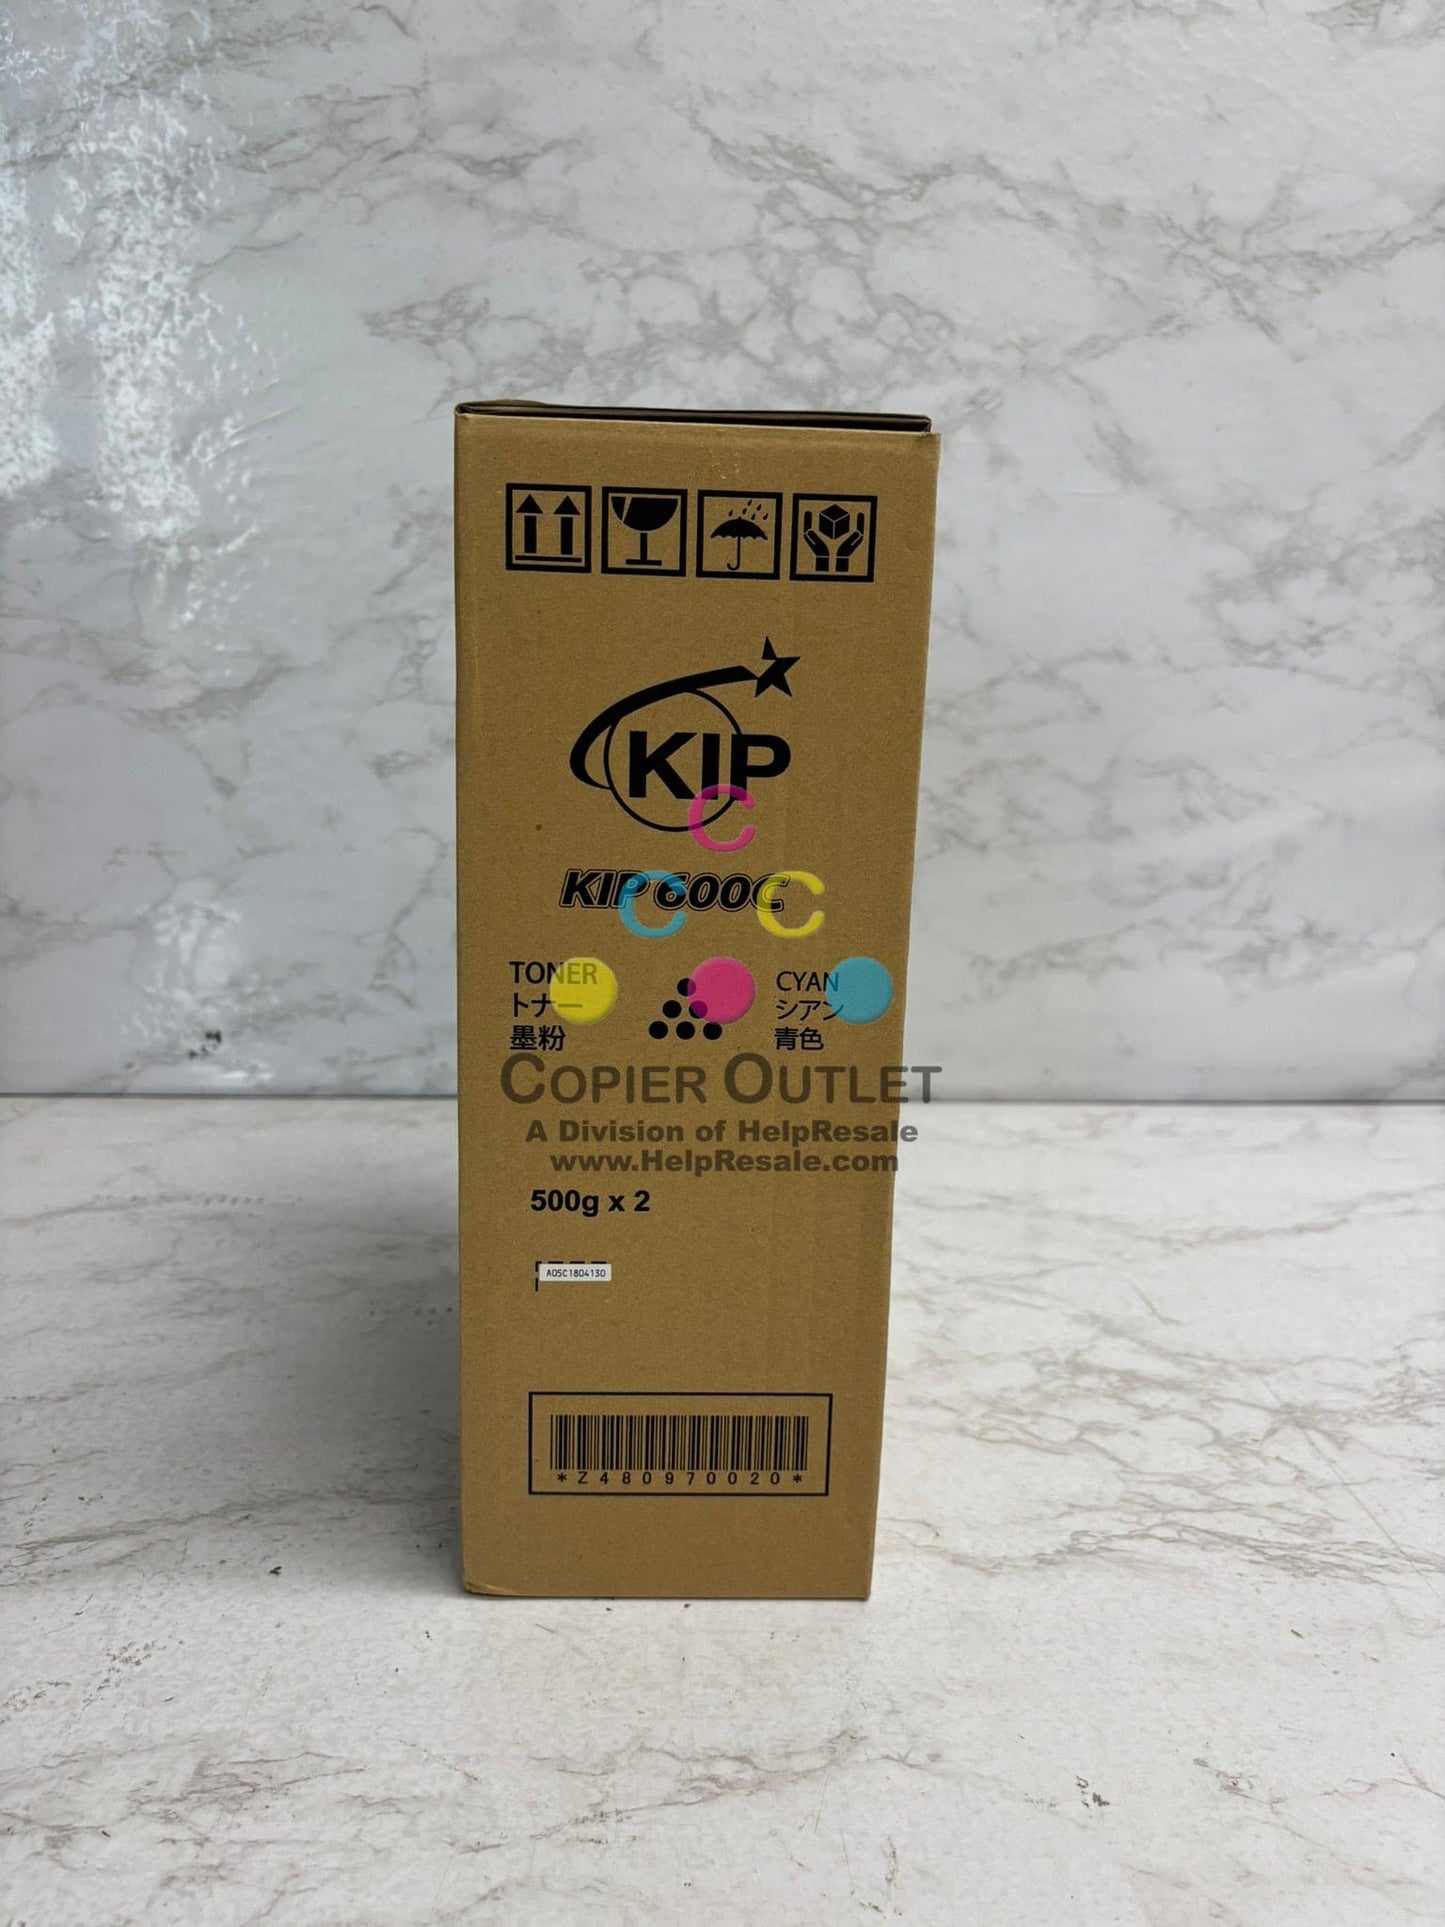 KIP
C
KIP 600C
C C
TONER
トナー
墨粉
CYAN
シアン
青色
COPIER OUTLET
A Division of HelpResale
www.HelpResale.com
500g x 2
A05C1804130
*Z480970020*